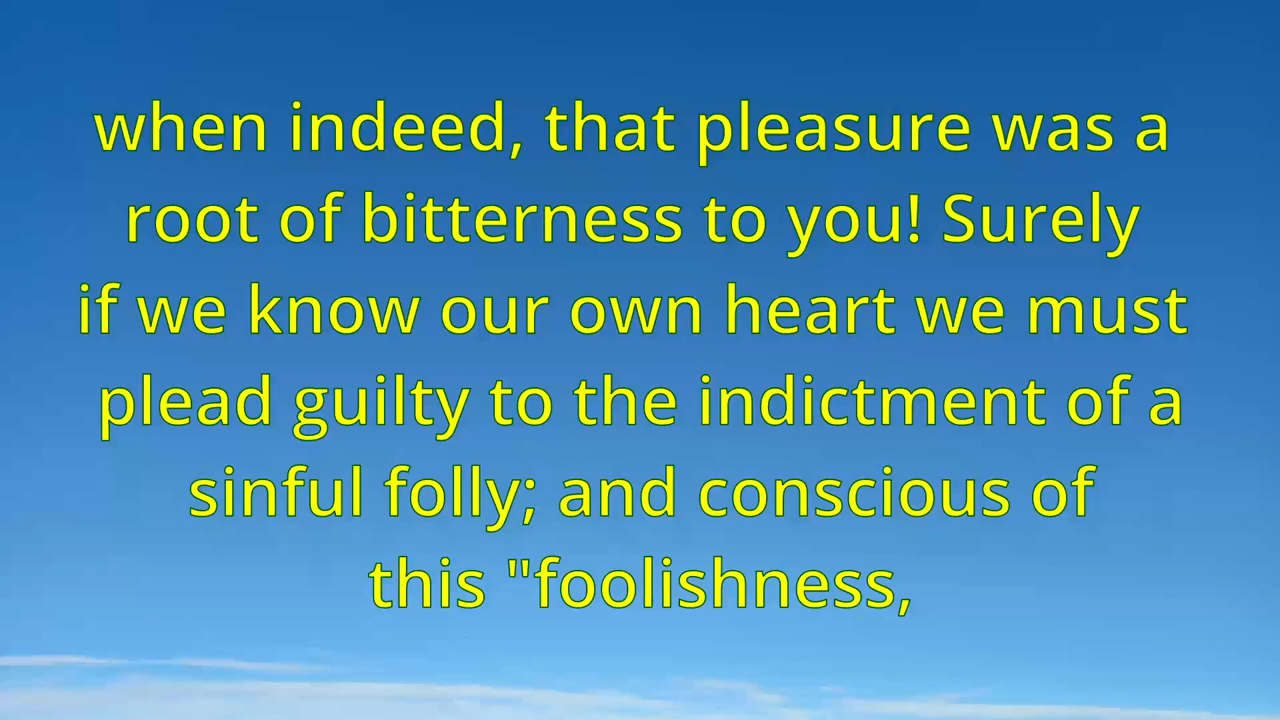 when indeed, that pleasure was a
root of bitterness to you! Surely
if we know our own heart we must
plead guilty to the indictment of a
sinful folly; and conscious of
this "foolishness,